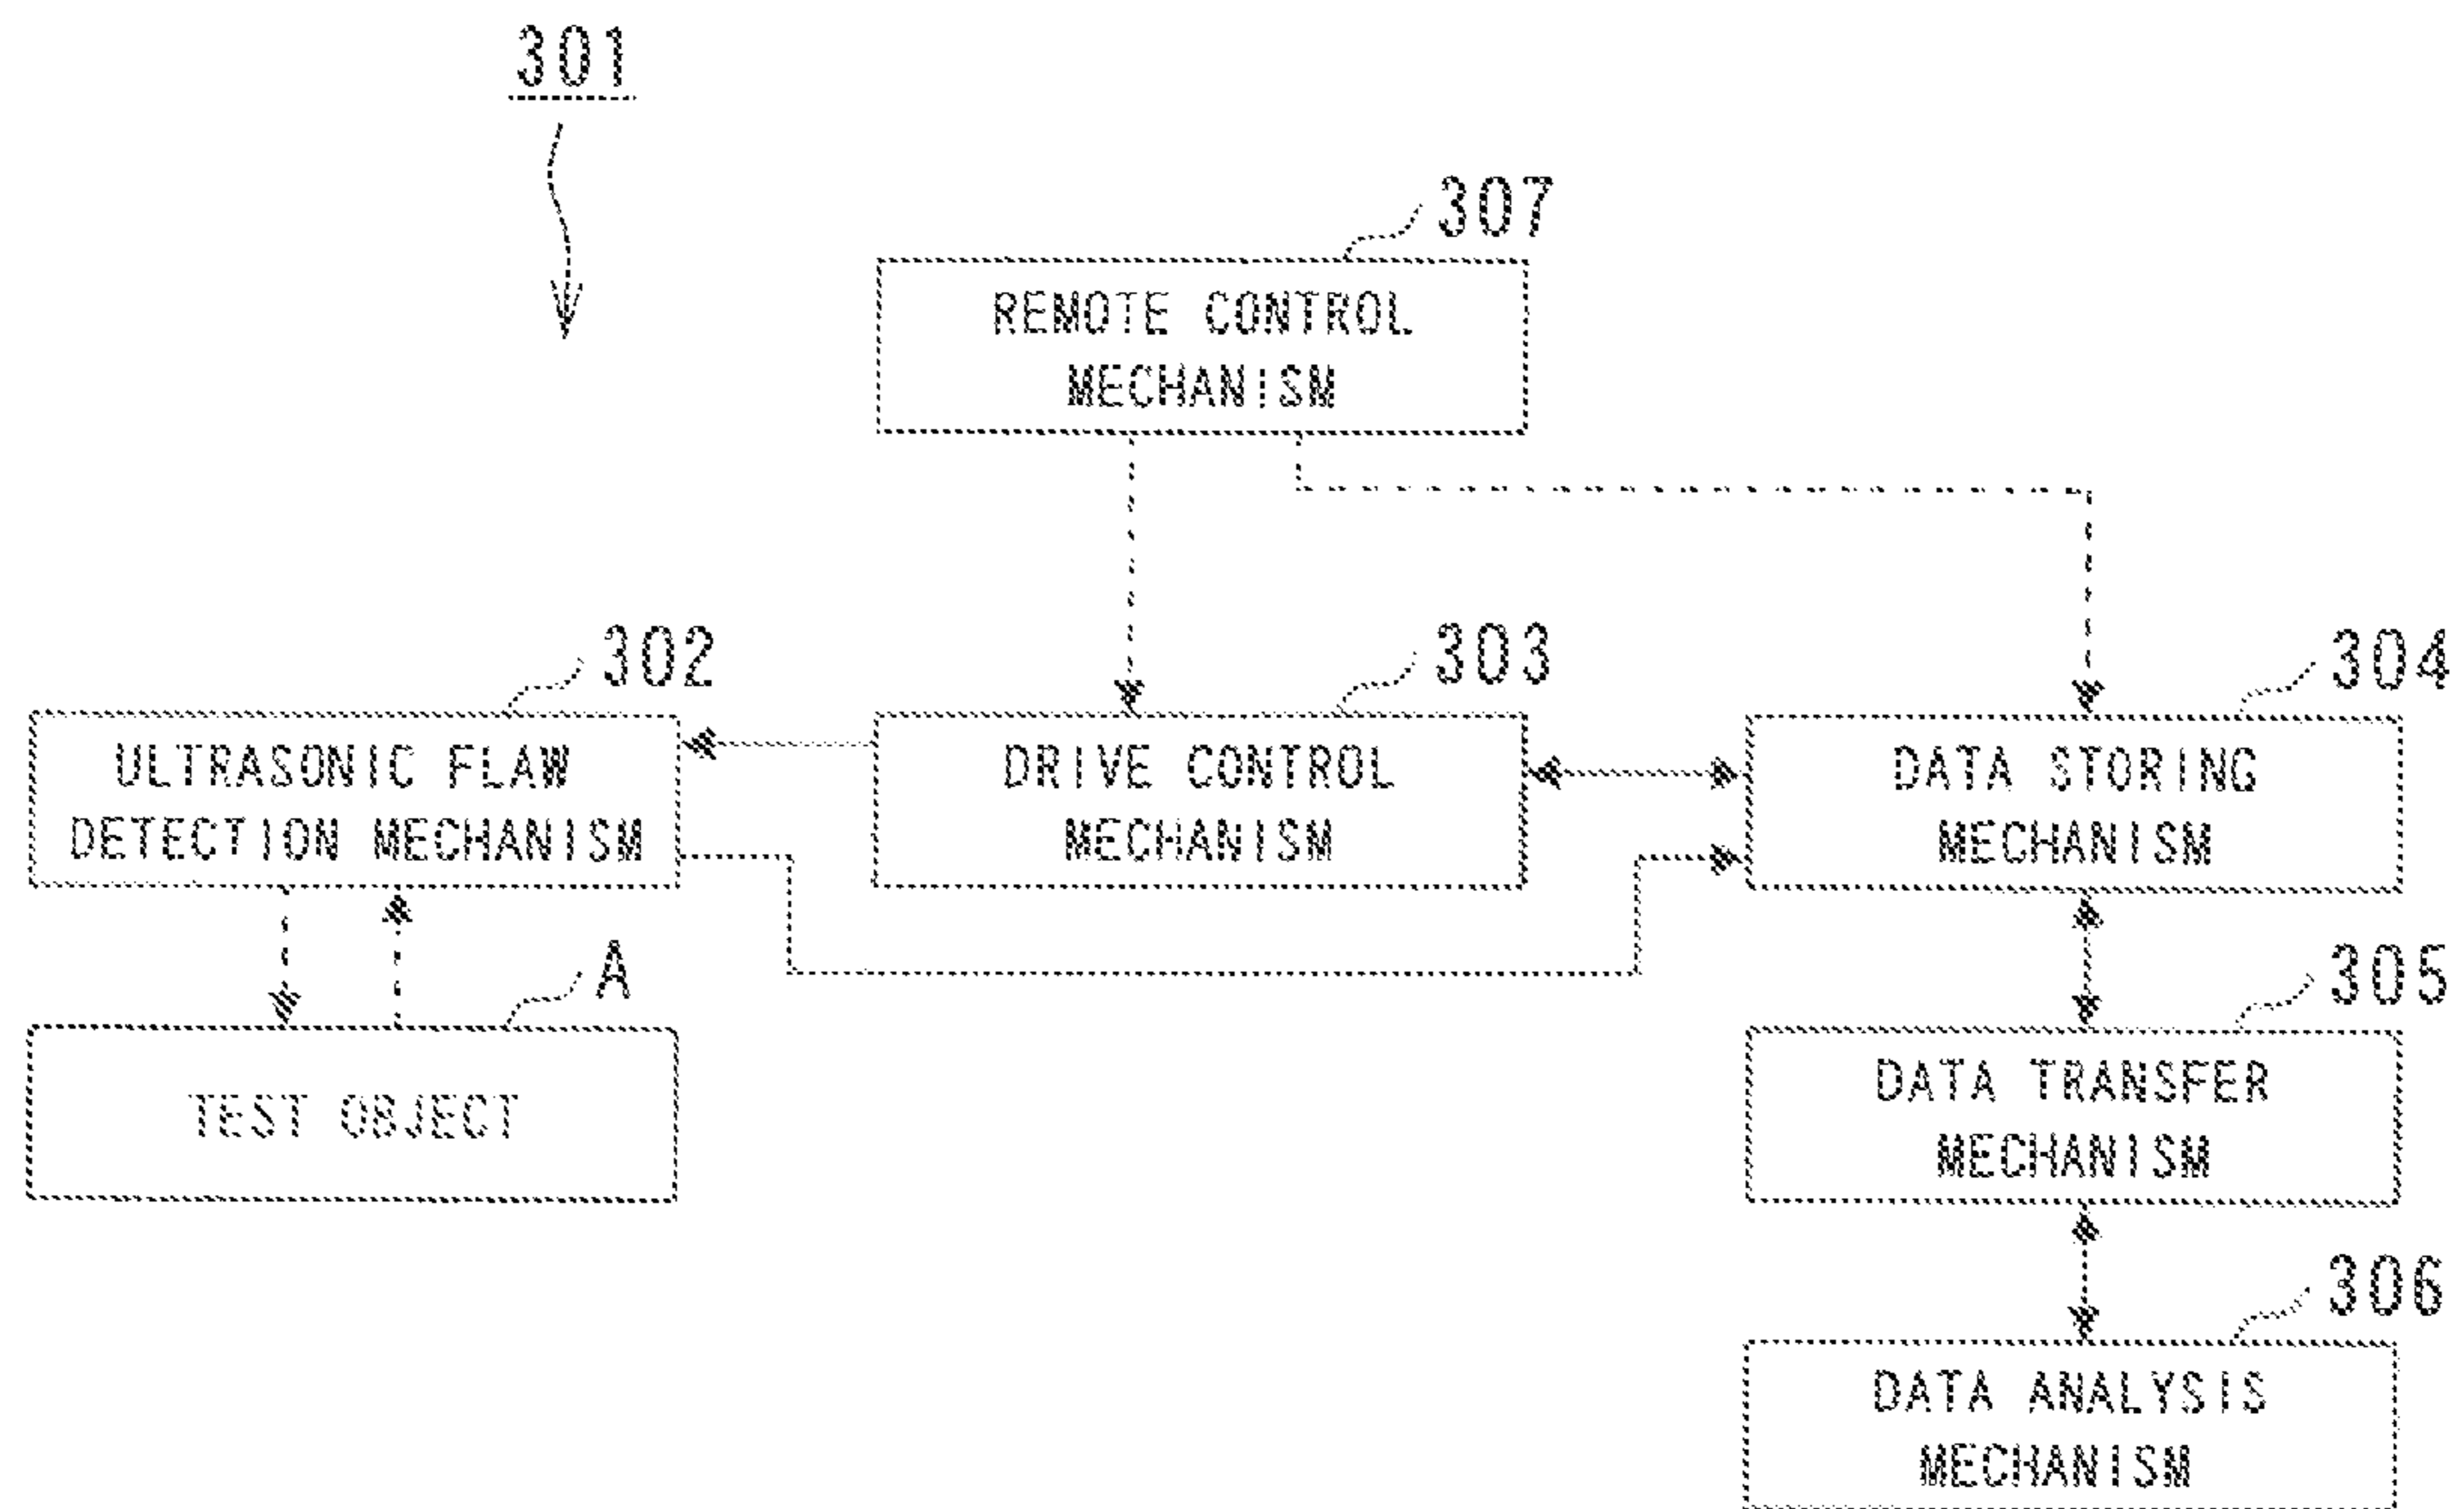 301
307
REMOTE CONTROL
MECHANISM
302
303
304
ULTRASONIC FLAW
DETECTION MECHANISM
DRIVE CONTROL
MECHANISM
DATA STORING
MECHANISM
A
305
TEST OBJECT
DATA TRANSFER
MECHANISM
306
DATA ANALYSIS
MECHANISM